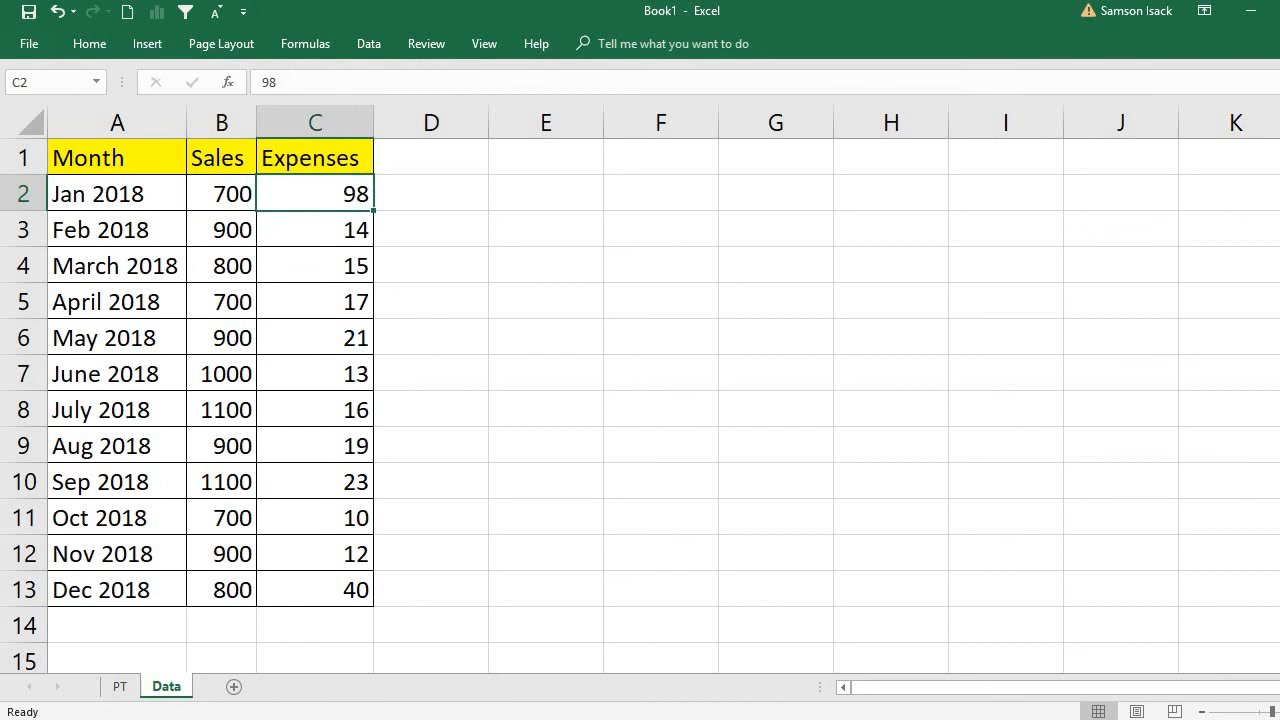 Book1 - Excel
Samson Isack
File Home Insert Page Layout Formulas Data Review View Help Tell me what you want to do
C2 fx 98
A B C D E F G H I J K
1 Month Sales Expenses
2 Jan 2018 700 98
3 Feb 2018 900 14
4 March 2018 800 15
5 April 2018 700 17
6 May 2018 900 21
7 June 2018 1000 13
8 July 2018 1100 16
9 Aug 2018 900 19
10 Sep 2018 1100 23
11 Oct 2018 700 10
12 Nov 2018 900 12
13 Dec 2018 800 40
14
15
PT Data
Ready